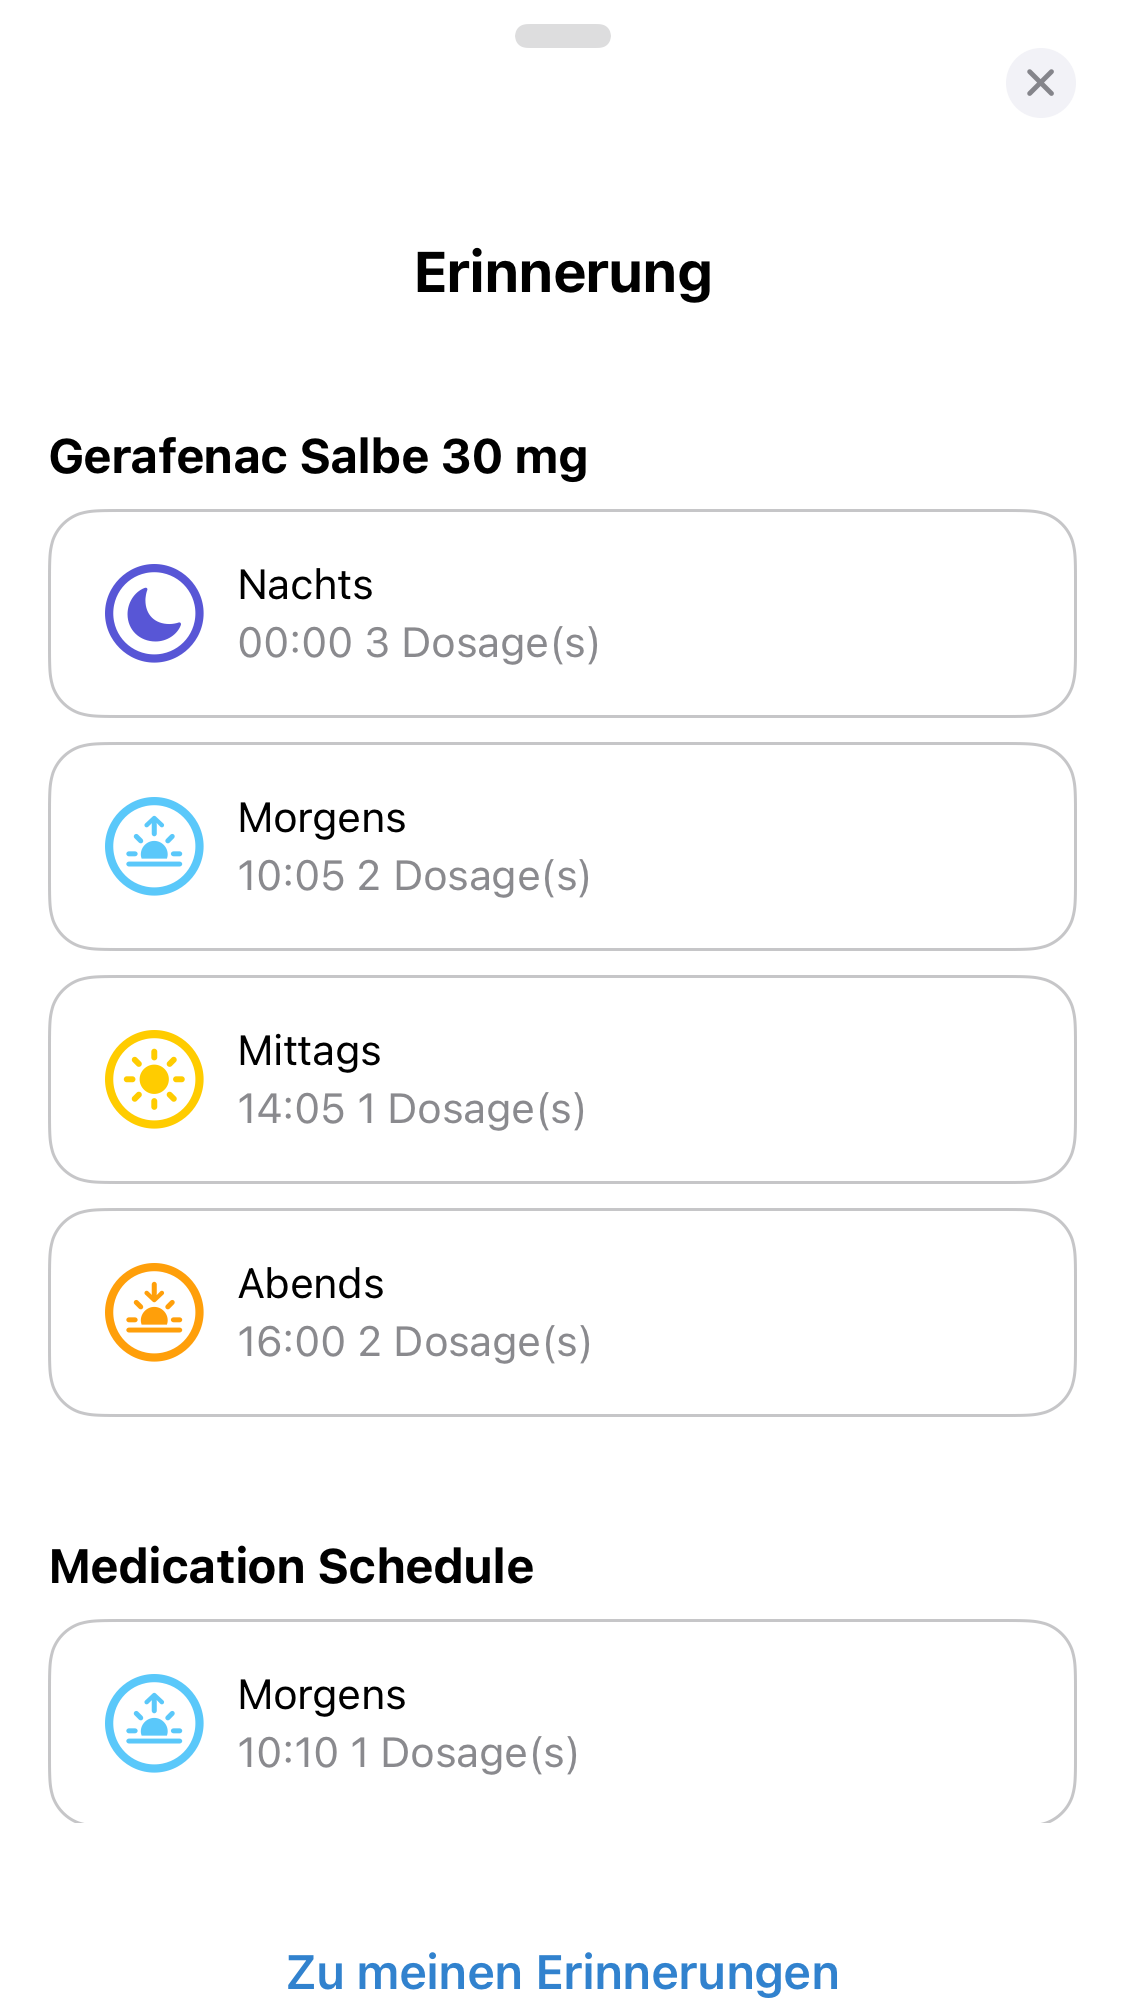 Erinnerung
Gerafenac Salbe 30 mg
Nachts
00:00 3 Dosage(s)
Morgens
10:05 2 Dosage(s)
Mittags
14:05 1 Dosage(s)
Abends
16:00 2 Dosage(s)
Medication Schedule
Morgens
10:10 1 Dosage(s)
Zu meinen Erinnerungen